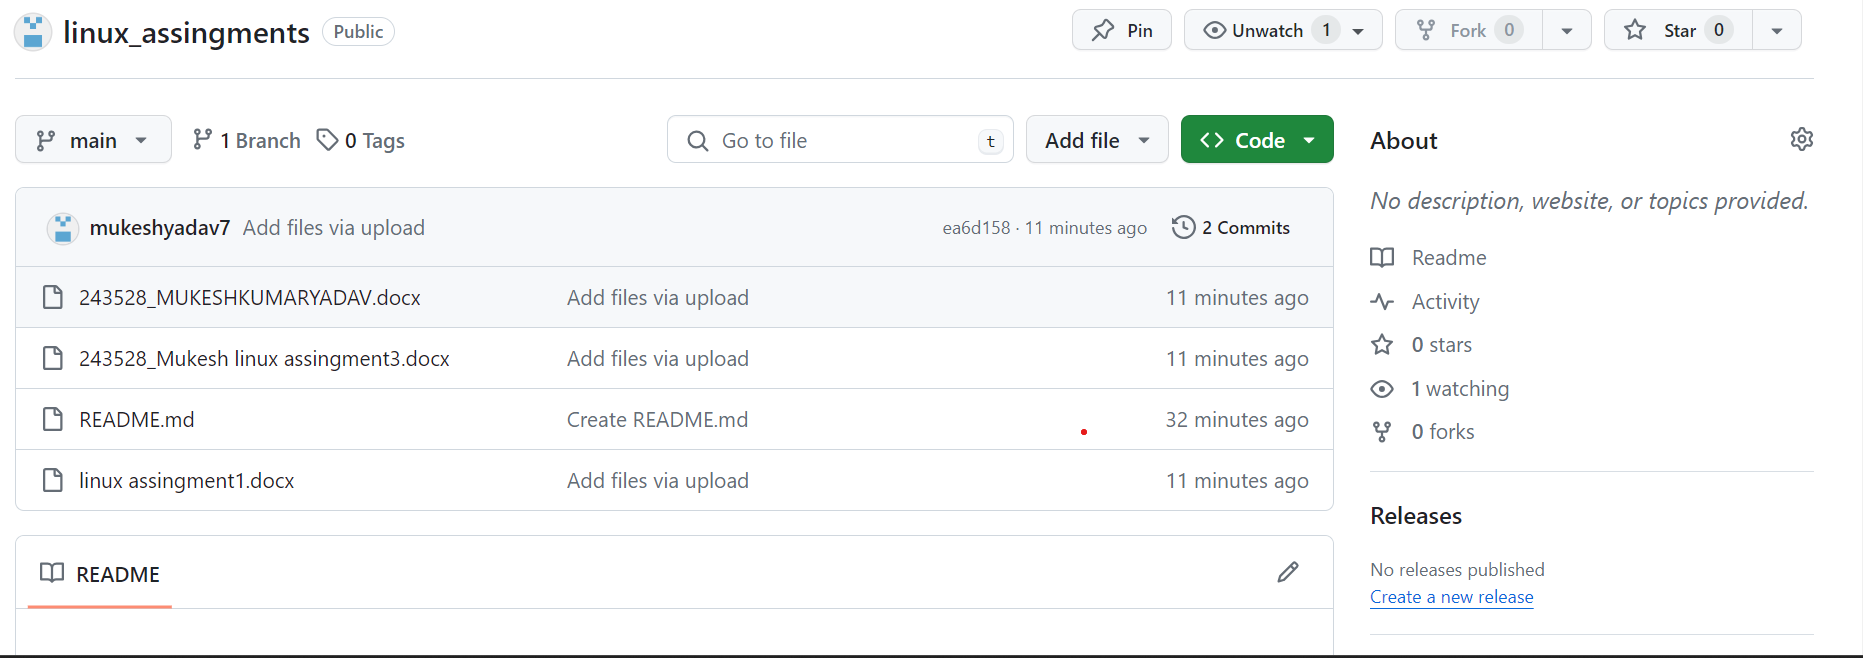 linux_assingments Public Pin Unwatch 1 Fork 0 Star 0
main 1 Branch 0 Tags Go to file t Add file Code
mukeshyadav7 Add files via upload ea6d158 · 11 minutes ago 2 Commits
243528_MUKESHKUMARYADAV.docx Add files via upload 11 minutes ago
243528_Mukesh linux assingment3.docx Add files via upload 11 minutes ago
README.md Create README.md 32 minutes ago
linux assingment1.docx Add files via upload 11 minutes ago
README
About
No description, website, or topics provided.
Readme
Activity
0 stars
1 watching
0 forks
Releases
No releases published
Create a new release